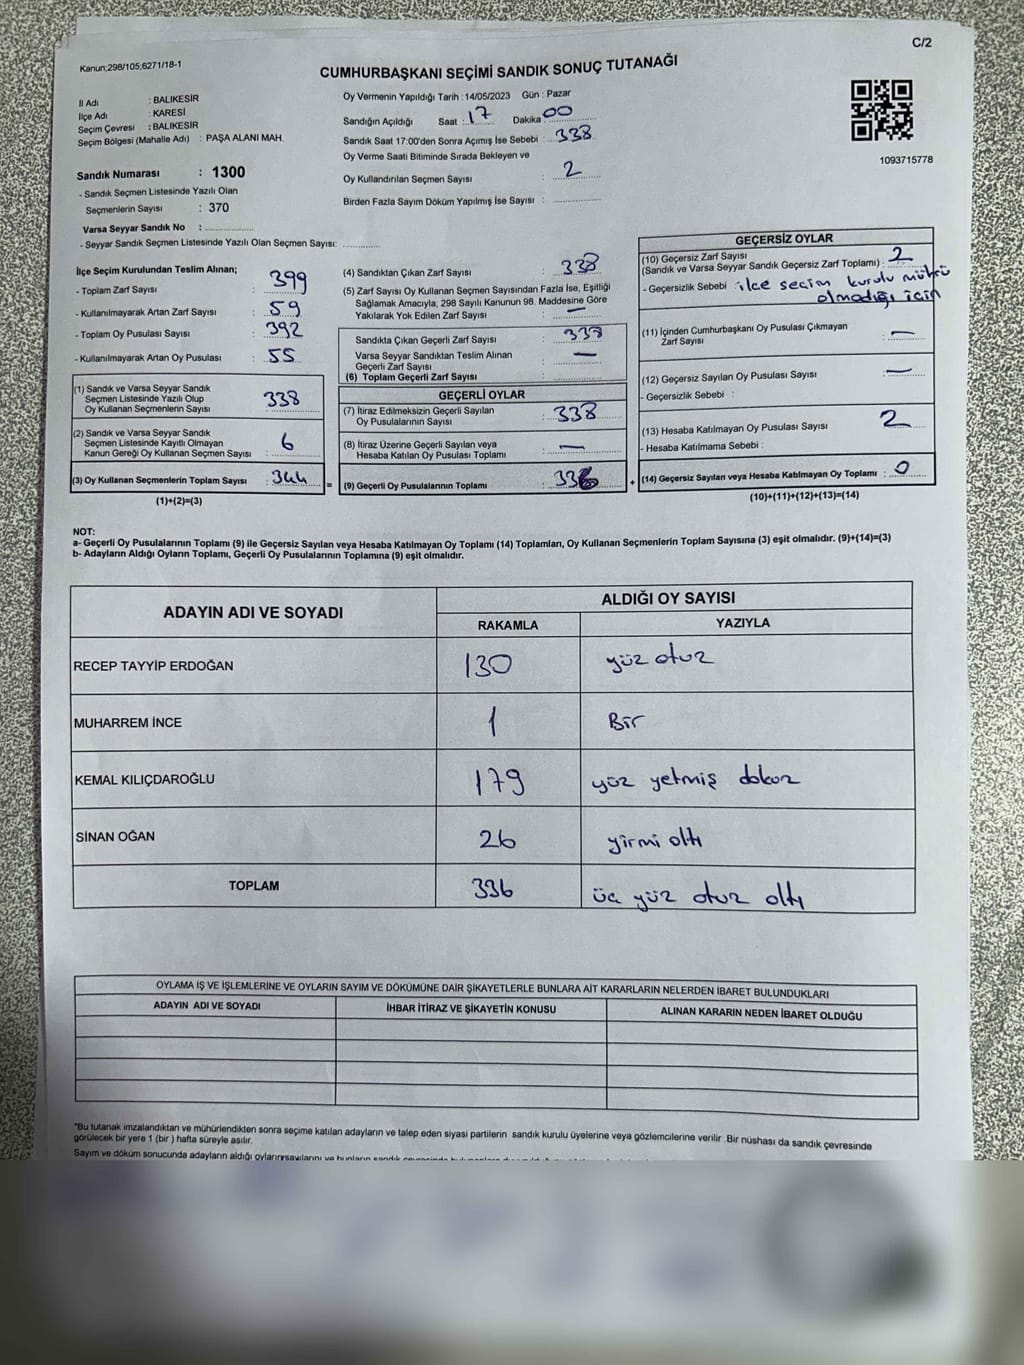 C/2
Kanun:298/105;6271/18-1
CUMHURBAŞKANI SEÇİMİ SANDIK SONUÇ TUTANAĞI
İl Adı : BALIKESİR
İlçe Adı : KARESİ
Seçim Çevresi : BALIKESİR
Seçim Bölgesi (Mahalle Adı) : PAŞA ALANI MAH.
Sandık Numarası : 1300
- Sandık Seçmen Listesinde Yazılı Olan
Seçmenlerin Sayısı : 370
Varsa Seyyar Sandık No :
- Seyyar Sandık Seçmen Listesinde Yazılı Olan Seçmen Sayısı:
Oy Vermenin Yapıldığı Tarih : 14/05/2023 Gün : Pazar
Sandığın Açıldığı Saat : 17 Dakika : 00
Sandık Saat 17:00'den Sonra Açımış İse Sebebi : 338
Oy Verme Saati Bitiminde Sırada Bekleyen ve
Oy Kullandırılan Seçmen Sayısı : 2
Birden Fazla Sayım Döküm Yapılmış İse Sayısı :
1093715778
İlçe Seçim Kurulundan Teslim Alınan;
- Toplam Zarf Sayısı : 399
- Kullanılmayarak Artan Zarf Sayısı : 59
- Toplam Oy Pusulası Sayısı : 392
- Kullanılmayarak Artan Oy Pusulası : 55
(1) Sandık ve Varsa Seyyar Sandık
Seçmen Listesinde Yazılı Olup
Oy Kullanan Seçmenlerin Sayısı : 338
(2) Sandık ve Varsa Seyyar Sandık
Seçmen Listesinde Kayıtlı Olmayan
Kanun Gereği Oy Kullanan Seçmen Sayısı : 6
(3) Oy Kullanan Seçmenlerin Toplam Sayısı : 344 =
(1)+(2)=(3)
(4) Sandıktan Çıkan Zarf Sayısı : 338
(5) Zarf Sayısı Oy Kullanan Seçmen Sayısından Fazla İse, Eşitliği
Sağlamak Amacıyla, 298 Sayılı Kanunun 98. Maddesine Göre
Yakılarak Yok Edilen Zarf Sayısı : —
Sandıkta Çıkan Geçerli Zarf Sayısı : 338
Varsa Seyyar Sandıktan Teslim Alınan
Geçerli Zarf Sayısı : —
(6) Toplam Geçerli Zarf Sayısı :
GEÇERLİ OYLAR
(7) İtiraz Edilmeksizin Geçerli Sayılan
Oy Pusulasının Sayısı : 338
(8) İtiraz Üzerine Geçerli Sayılan veya
Hesaba Katılan Oy Pusulası Toplamı : —
(9) Geçerli Oy Pusulalarının Toplamı : 336 +
GEÇERSİZ OYLAR
(10) Geçersiz Zarf Sayısı
(Sandık ve Varsa Seyyar Sandık Geçersiz Zarf Toplamı) : 2
- Geçersizlik Sebebi : ilce seçim kurulu mührü
olmadığı için
(11) İçinden Cumhurbaşkanı Oy Pusulası Çıkmayan
Zarf Sayısı : —
(12) Geçersiz Sayılan Oy Pusulası Sayısı : —
- Geçersizlik Sebebi :
(13) Hesaba Katılmayan Oy Pusulası Sayısı : 2
- Hesaba Katılmama Sebebi :
(14) Geçersiz Sayılan veya Hesaba Katılmayan Oy Toplamı : 0
(10)+(11)+(12)+(13)=(14)
NOT:
a- Geçerli Oy Pusulalarının Toplamı (9) ile Geçersiz Sayılan veya Hesaba Katılmayan Oy Toplamı (14) Toplamları, Oy Kullanan Seçmenlerin Toplam Sayısına (3) eşit olmalıdır. (9)+(14)=(3)
b- Adayların Aldığı Oyların Toplamı, Geçerli Oy Pusulalarının Toplamına (9) eşit olmalıdır.
ADAYIN ADI VE SOYADI
ALDIĞI OY SAYISI
RAKAMLA YAZIYLA
RECEP TAYYİP ERDOĞAN 130 yüz otuz
MUHARREM İNCE 1 Bir
KEMAL KILIÇDAROĞLU 179 yüz yetmiş dokuz
SİNAN OĞAN 26 yirmi altı
TOPLAM 336 üç yüz otuz altı
OYLAMA İŞ VE İŞLEMLERİNE VE OYLARIN SAYIM VE DÖKÜMÜNE DAİR ŞİKAYETLERLE BUNLARA AİT KARARLARIN NELERDEN İBARET BULUNDUKLARI
ADAYIN ADI VE SOYADI İHBAR İTİRAZ VE ŞİKAYETİN KONUSU ALINAN KARARIN NEDEN İBARET OLDUĞU
*Bu tutanak imzalandıktan ve mühürlendikten sonra seçime katılan adayların ve talep eden siyasi partilerin sandık kurulu üyelerine veya gözlemcilerine verilir. Bir nüshası da sandık çevresinde
görülecek bir yere 1 (bir ) hafta süreyle asılır.
Sayım ve döküm sonucunda adayların aldığı